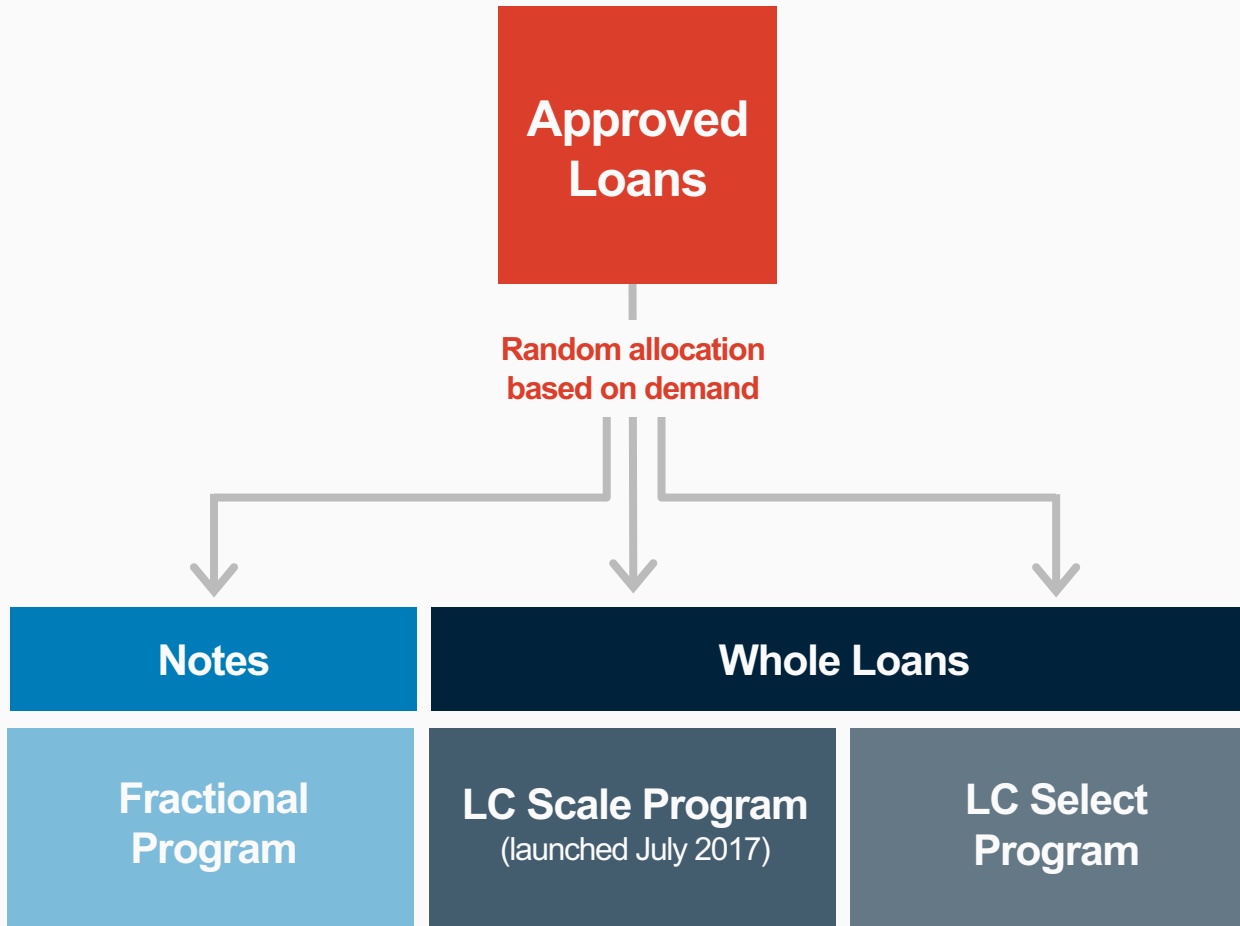 Approved
Loans
Random allocation
based on demand
Notes
Whole Loans
Fractional
Program
LC Scale Program
(launched July 2017)
LC Select
Program